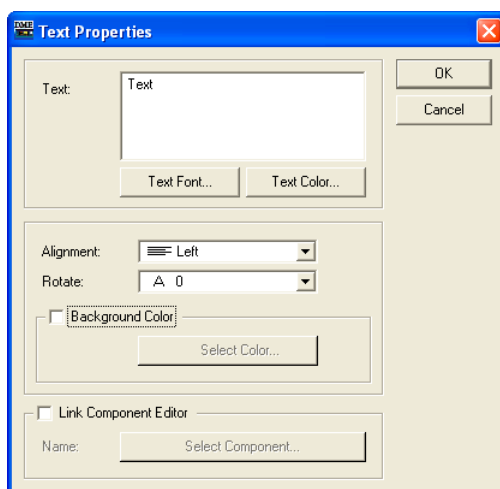 DME Text Properties
Text: Text
OK
Cancel
Text Font... Text Color...
Alignment: Left
Rotate: A 0
Background Color
Select Color...
Link Component Editor
Name: Select Component...